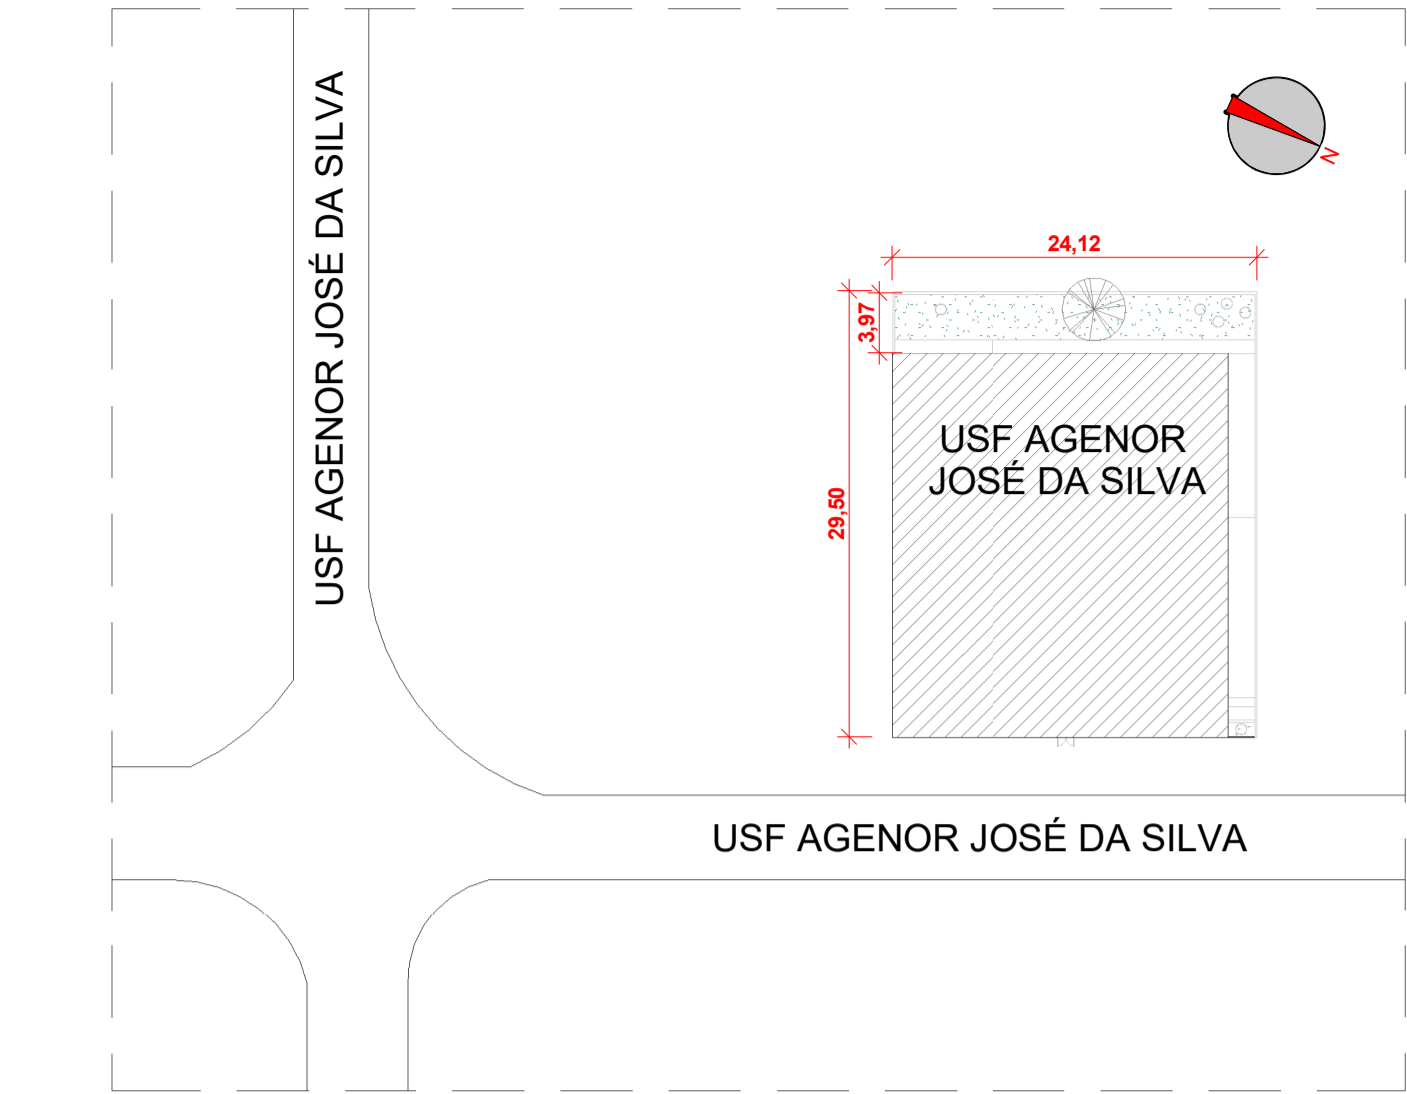 USF AGENOR JOSÉ DA SILVA
N
24,12
3,97
29,50
USF AGENOR
JOSÉ DA SILVA
USF AGENOR JOSÉ DA SILVA